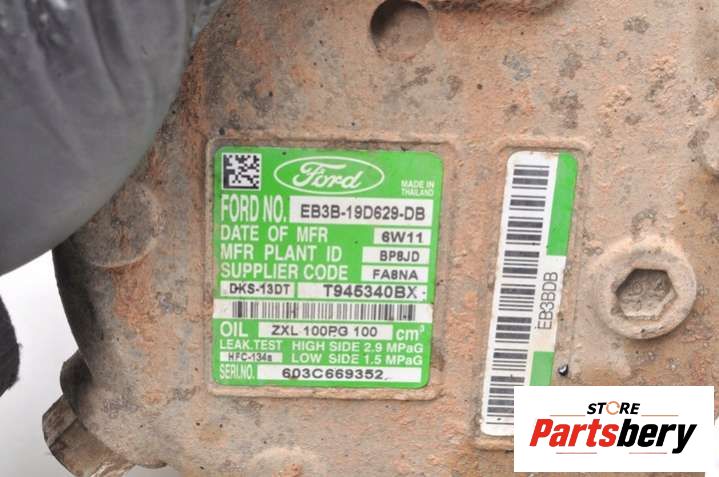 Ford
MADE IN
THAILAND
FORD NO. EB3B-19D629-DB
DATE OF MFR 6W11
MFR PLANT ID BP8JD
SUPPLIER CODE FA8NA
DKS-13DT T945340BX
OIL ZXL 100PG 100 cm³
LEAK.TEST HIGH SIDE 2.9 MPaG
HFC-134a LOW SIDE 1.5 MPaG
SERI.NO. 603C669352
EB3BDB
STORE
Partsbery